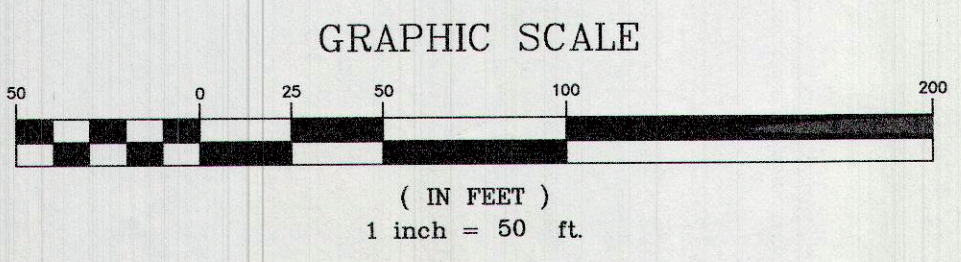 GRAPHIC SCALE
50 0 25 50 100 200
( IN FEET )
1 inch = 50 ft.